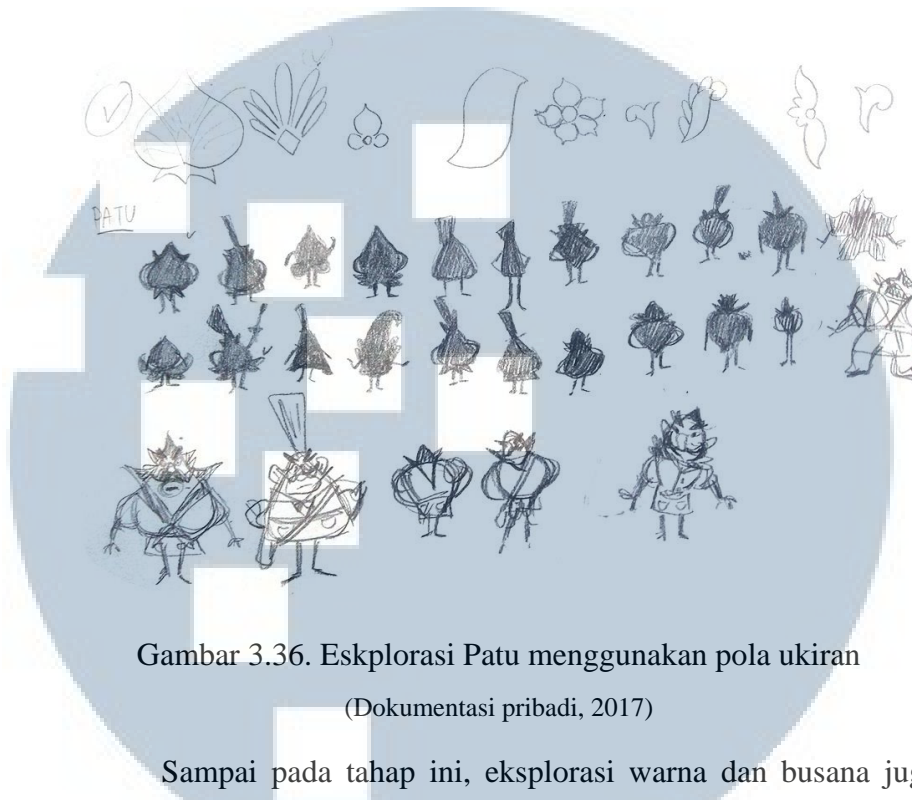 PATU
Gambar 3.36. Eskplorasi Patu menggunakan pola ukiran
(Dokumentasi pribadi, 2017)
Sampai pada tahap ini, eksplorasi warna dan busana